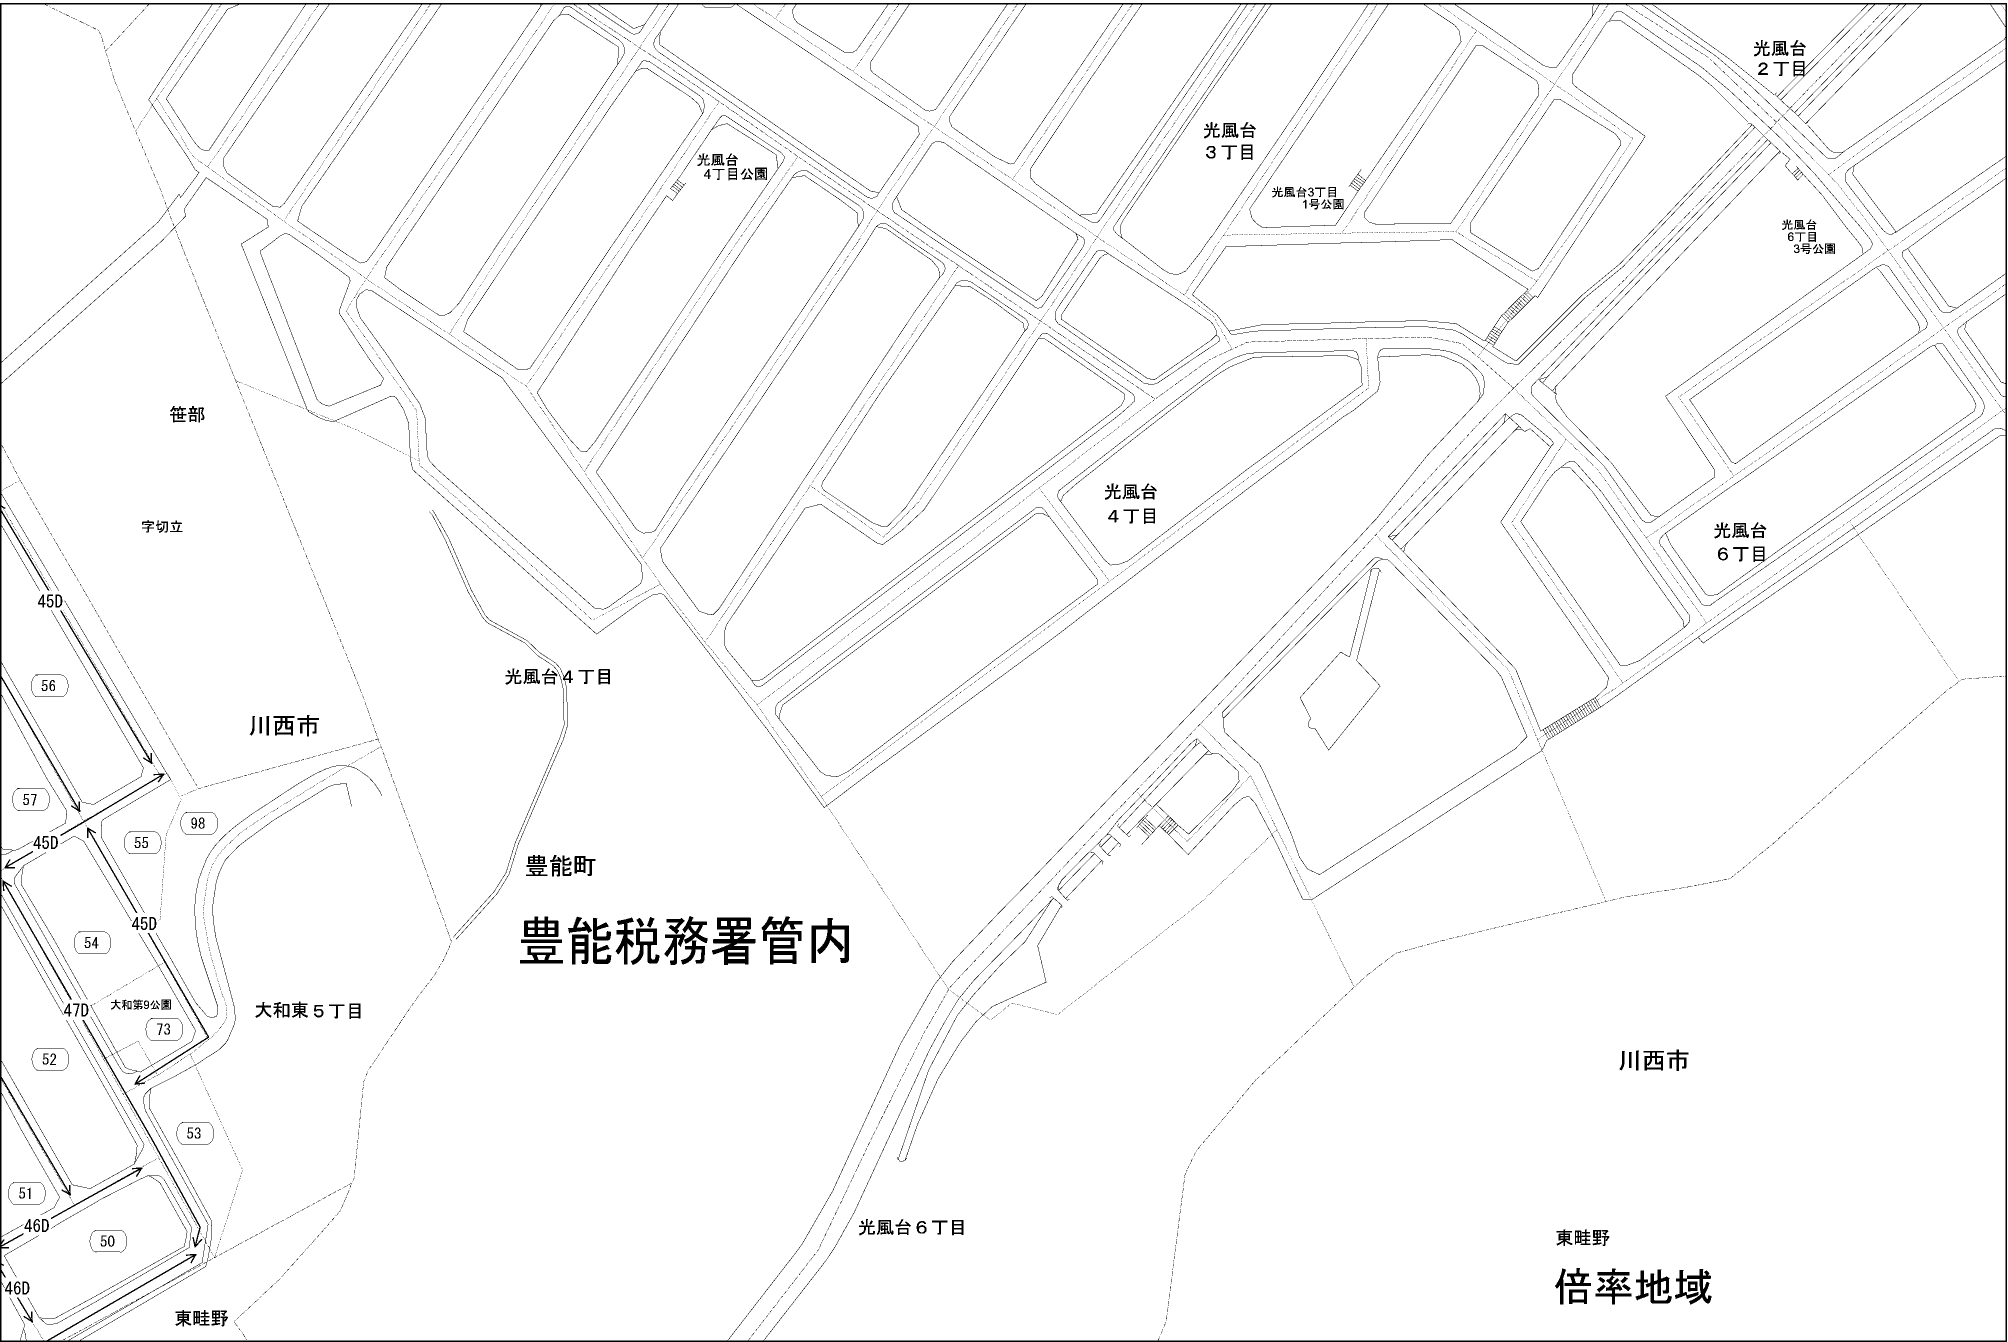 光風台
2丁目
光風台
3丁目
光風台
4丁目公園
光風台3丁目
1号公園
光風台
6丁目
3号公園
笹部
字切立
光風台
4丁目
光風台
6丁目
45D
56
光風台4丁目
川西市
57
98
55
45D
豊能町
45D
54
豊能税務署管内
大和第9公園
47D
大和東5丁目
73
52
川西市
53
51
46D
50
光風台6丁目
東畦野
46D
倍率地域
東畦野